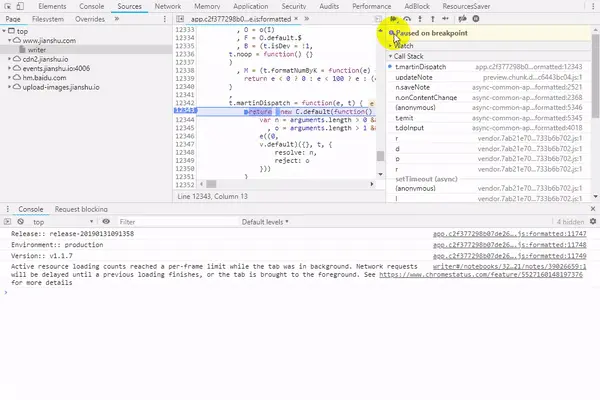 Elements Console Sources Network Performance Memory Application Security Audits AdBlock ResourcesSaver
Page Filesystem
app.c2f377298b0d7de…e.js:formatted
Paused on breakpoint
top
www.jianshu.com
writer
cdn2.jianshu.io
events.jianshu.io:4006
hm.baidu.com
upload-images.jianshu.io
12333 , O = o(I)
12334 , F = O.default.$
12335 , B = (t.isDev = !1,
12336 t.noop = function() {}
12337 )
12338 , M = (t.formatNumByK = function(e)
12339 return e < 0 ? 0 : e < 100 ? e : (
12340 }
12341 ,
12342 t.martinDispatch = function(e, t) {
12343 return new C.default(function()
12344 var n = arguments.length > 0 &
12345 , o = arguments.length > 1 &
12346 e((0,
12347 v.default)({}, t, {
12348 resolve: n,
12349 reject: o
12350 }))
12351 }
12352
Line 12343, Column 13
Watch
Call Stack
t.martinDispatch app.c2f377298b0d…ormatted:12343
updateNote preview.chunk.d…c6443bc04.js:1
n.saveNote async-common-ap…ormatted:2521
n.onContentChange async-common-ap…ormatted:2368
(anonymous) async-common-ap…ormatted:5346
t.emit async-common-ap…ormatted:5534
t.doInput async-common-ap…ormatted:4018
r vendor.7ab21e70…733b6b702.js:1
d vendor.7ab21e70…733b6b702.js:1
p vendor.7ab21e70…733b6b702.js:1
r vendor.7ab21e70…733b6b702.js:1
setTimeout (async)
(anonymous) vendor.7ab21e70…733b6b702.js:1
l vendor.7ab21e70…733b6b702.js:1
Console Request blocking
top Filter Default levels 4 hidden
Release:: release-20190131091358 app.c2f377298b07de26….js:formatted:11747
Environment:: production app.c2f377298b07de26….js:formatted:11748
Version:: v1.1.7 app.c2f377298b07de26….js:formatted:11749
Active resource loading counts reached a per-frame limit while the tab was in background. Network requests writer#/notebooks/32…21/notes/39026659:1
will be delayed until a previous loading finishes, or the tab is brought to the foreground. See https://www.chromestatus.com/feature/5527160148197376
for more details